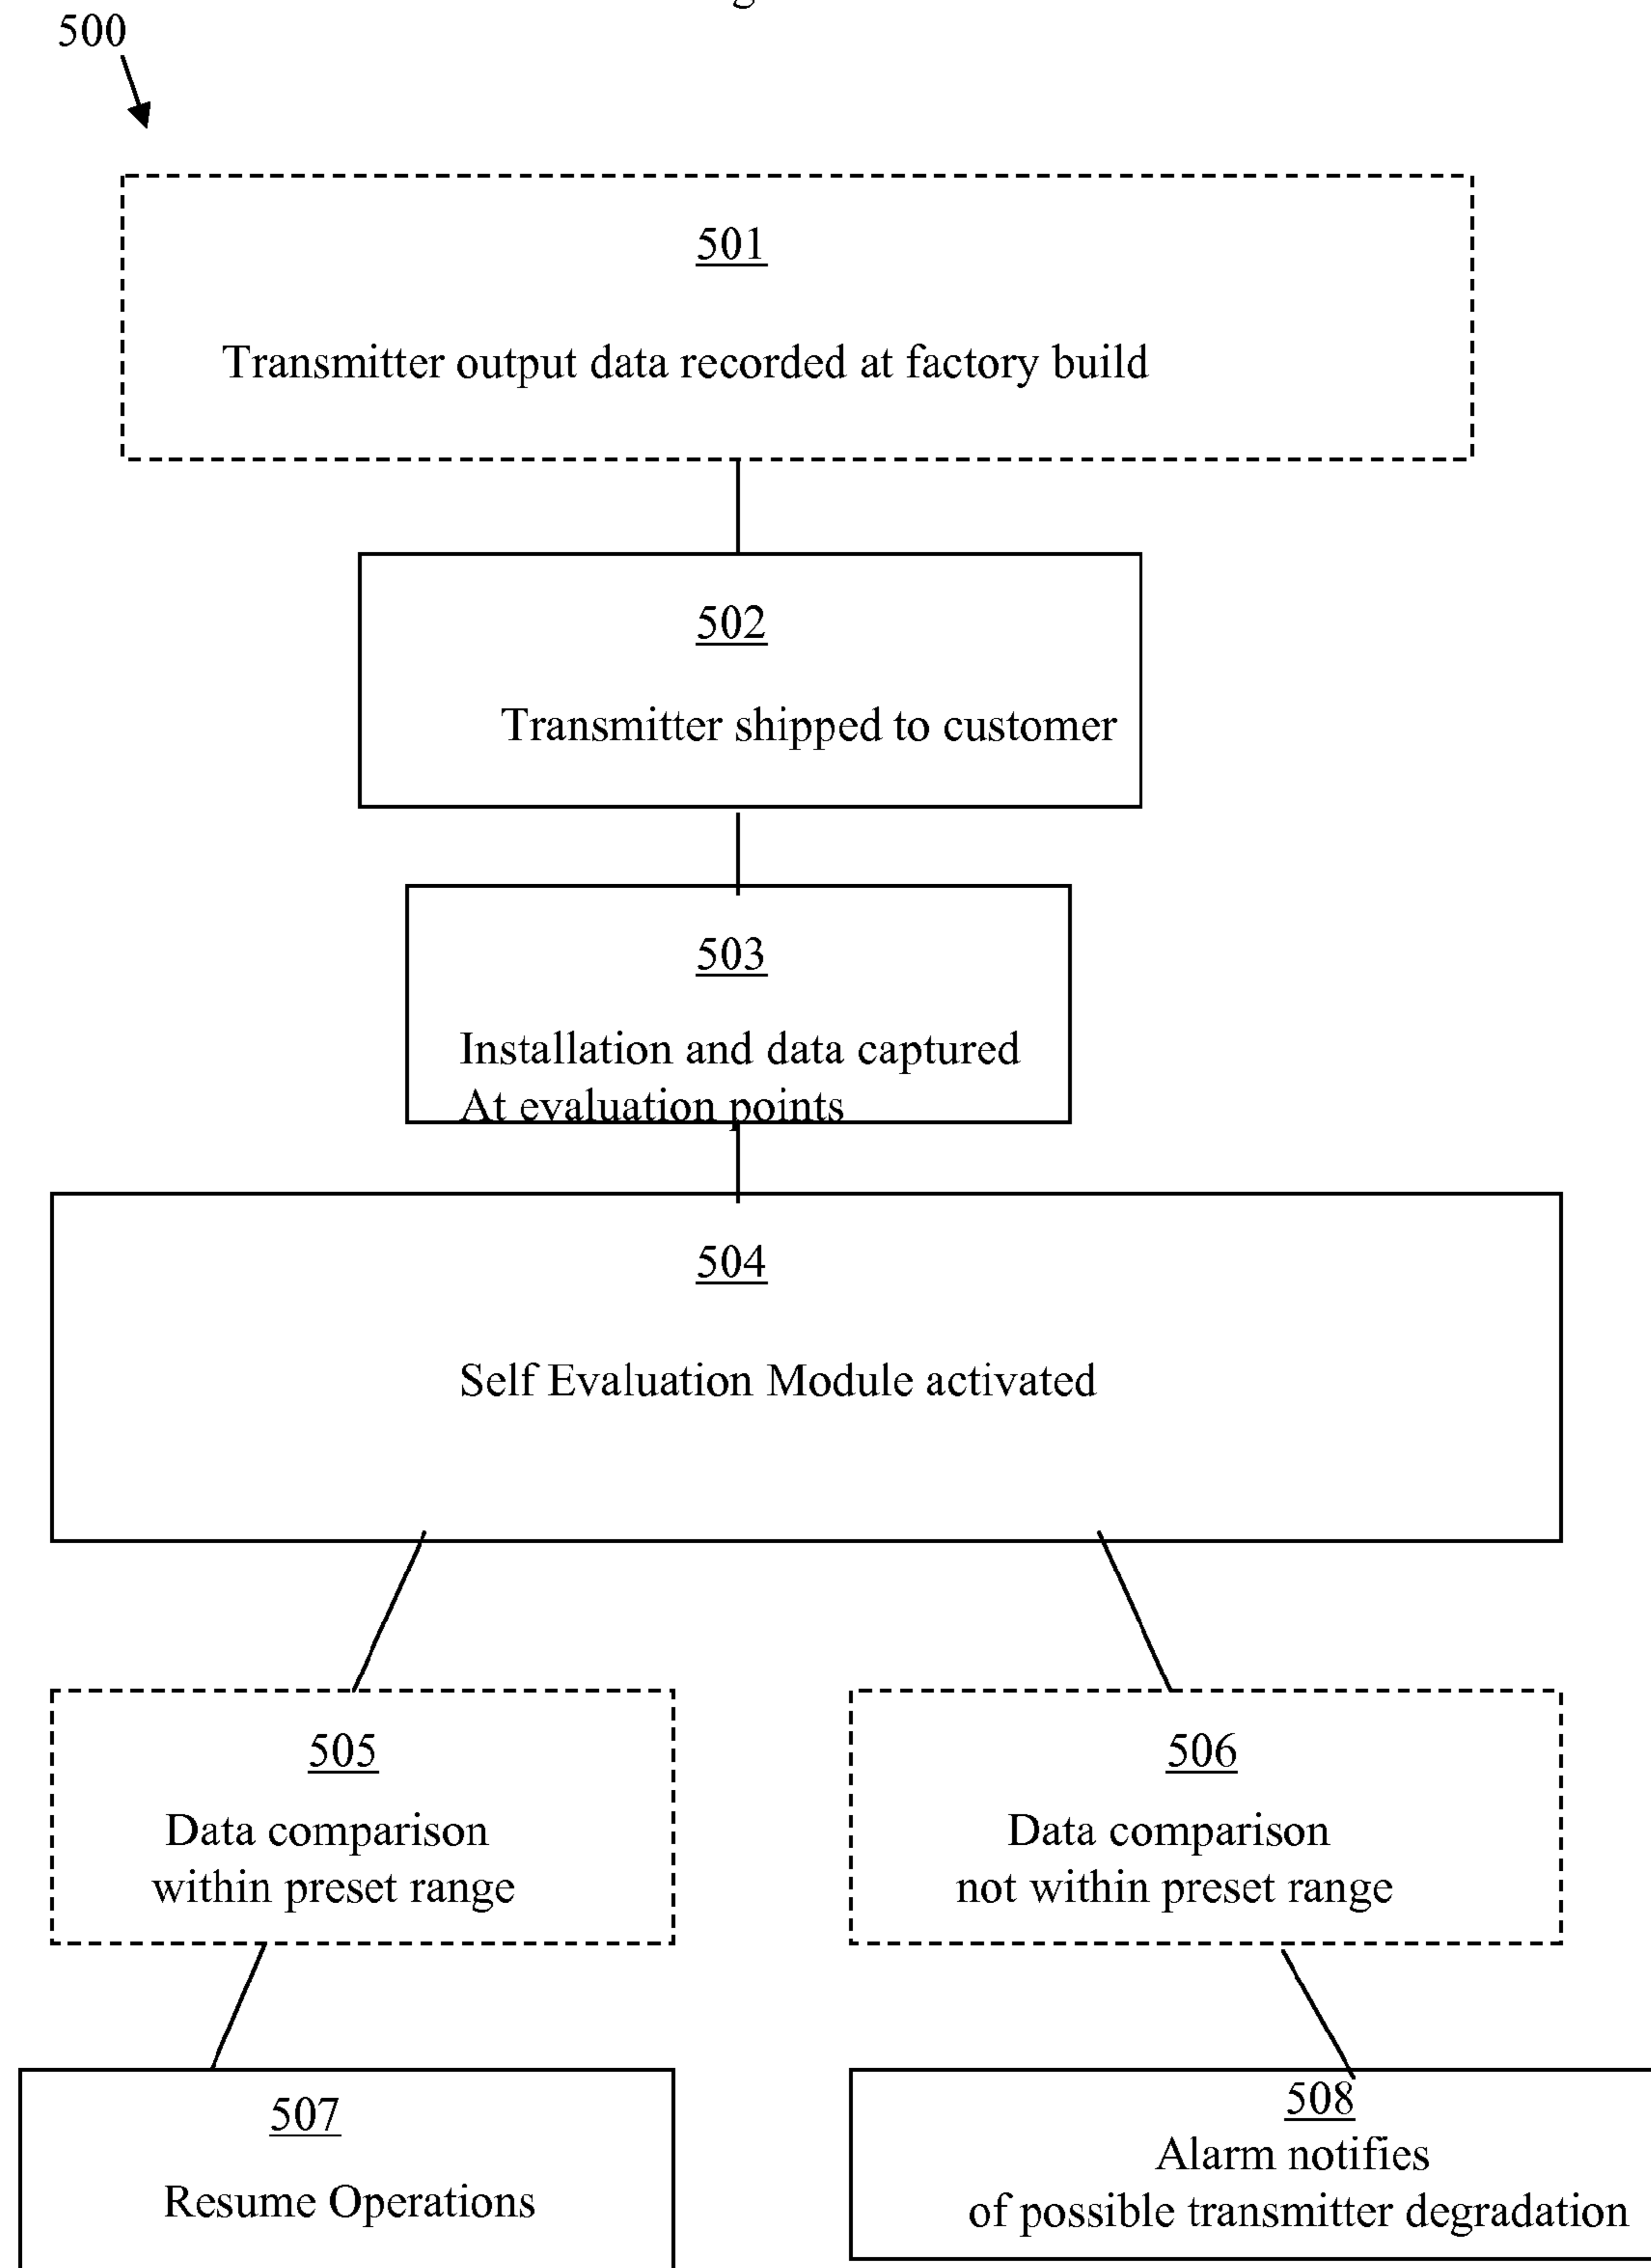 500
501
Transmitter output data recorded at factory build
502
Transmitter shipped to customer
503
Installation and data captured
At evaluation points
504
Self Evaluation Module activated
505
Data comparison
within preset range
506
Data comparison
not within preset range
507
Resume Operations
508
Alarm notifies
of possible transmitter degradation